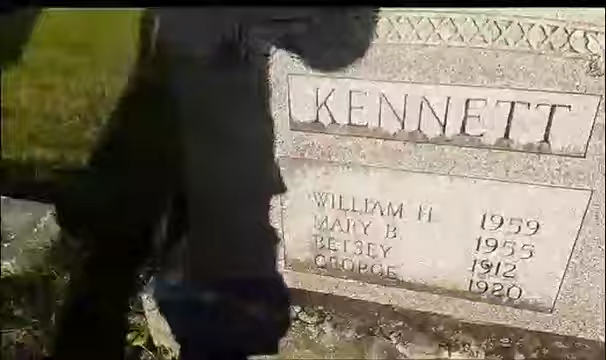 KENNETT
WILLIAM H. 1959
MARY B. 1955
BETSEY 1912
GEORGE 1920